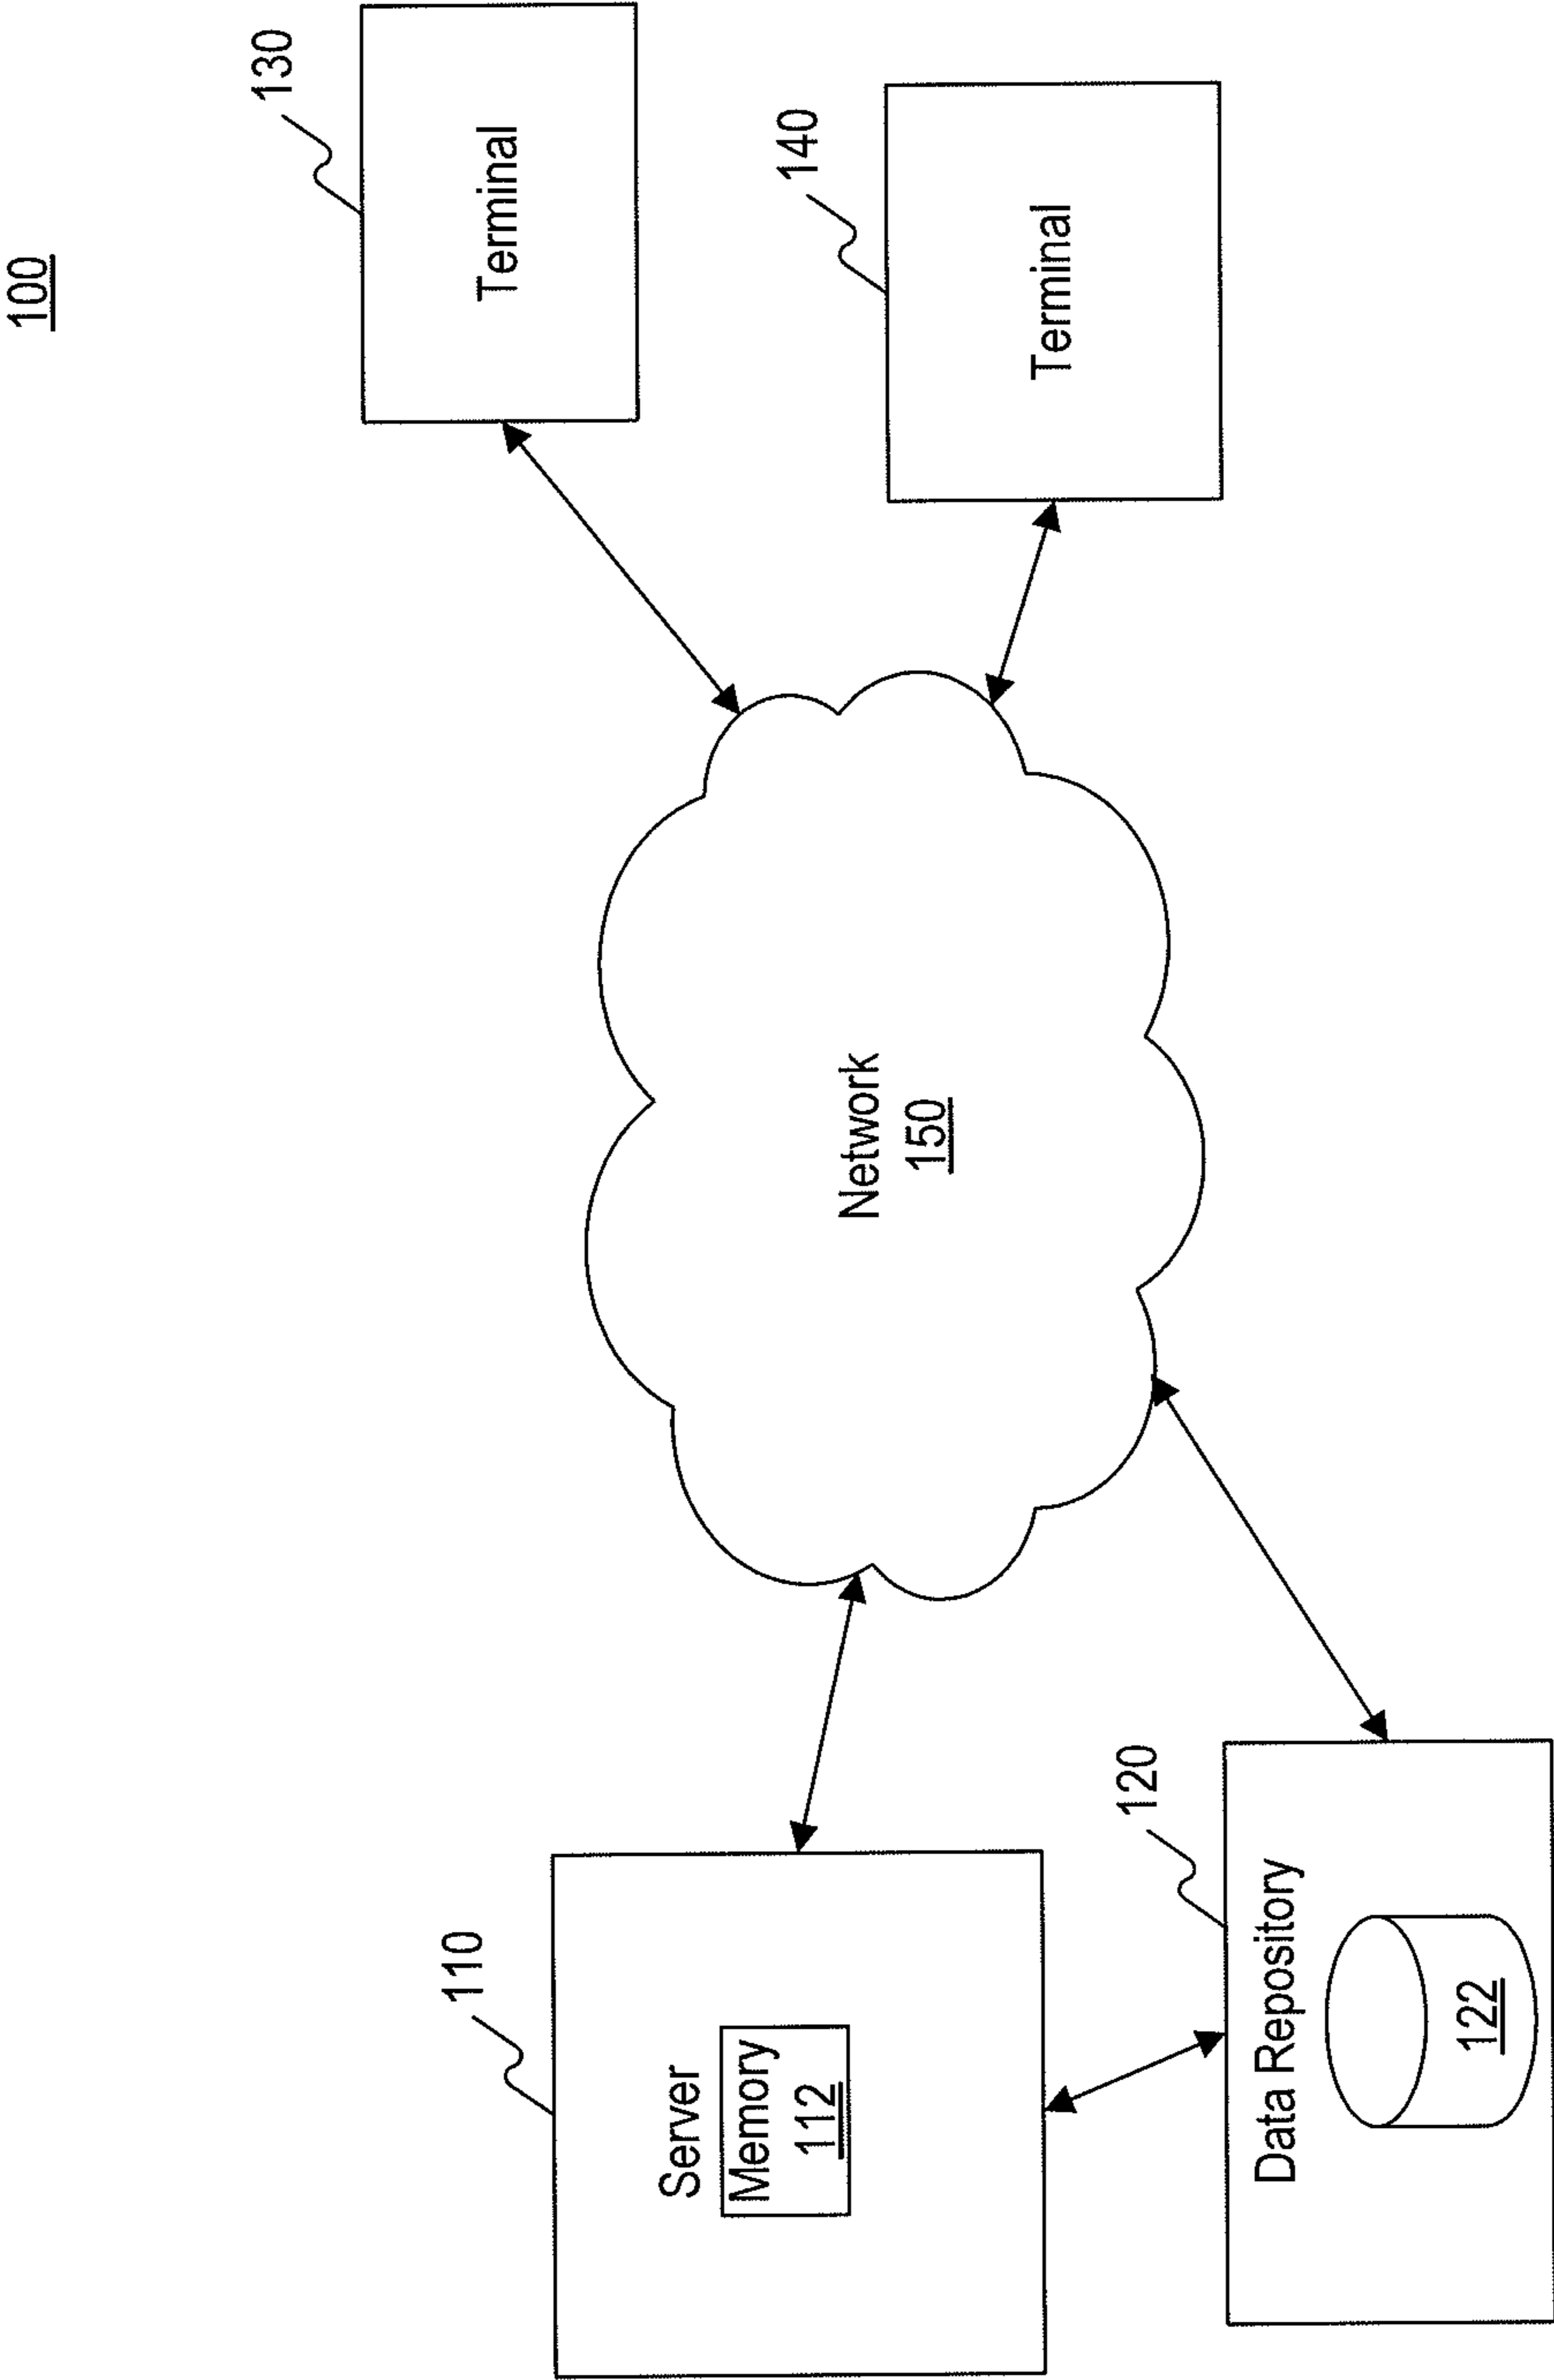 100
110
Server
Memory
112
120
Data Repository
122
Network
150
130
Terminal
140
Terminal